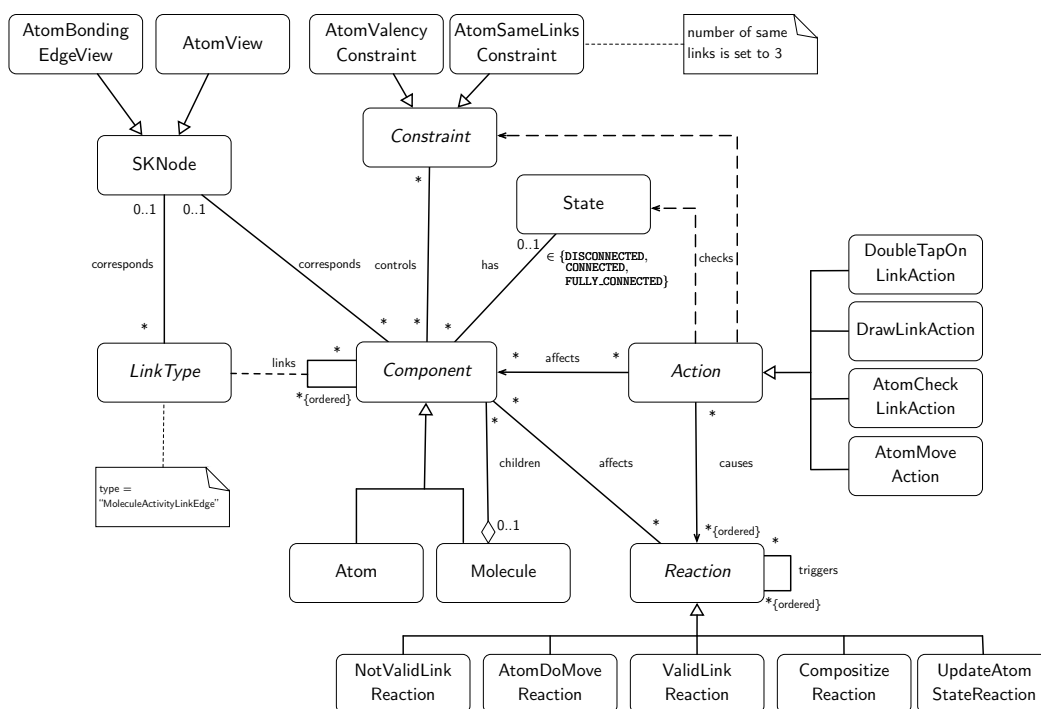 AtomBonding
EdgeView
AtomView
AtomValency
Constraint
AtomSameLinks
Constraint
number of same
links is set to 3
SKNode
Constraint
State
0..1
0..1
*
0..1
∈ {DISCONNECTED,
CONNECTED,
FULLY_CONNECTED}
corresponds
corresponds
controls
has
checks
DoubleTapOn
LinkAction
DrawLinkAction
AtomCheck
LinkAction
AtomMove
Action
*
*
*
*
LinkType
links
*
*{ordered}
Component
*
affects
*
Action
*
*
*
type =
"MoleculeActivityLinkEdge"
children
affects
causes
0..1
*
*{ordered}
Atom
Molecule
Reaction
*
triggers
*{ordered}
NotValidLink
Reaction
AtomDoMove
Reaction
ValidLink
Reaction
Compositize
Reaction
UpdateAtom
StateReaction